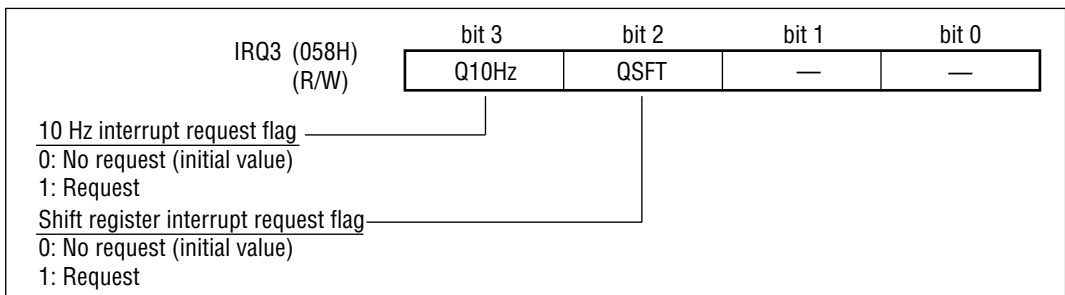 bit 3 bit 2 bit 1 bit 0
IRQ3 (058H)
(R/W)
Q10Hz QSFT — —
10 Hz interrupt request flag
0: No request (initial value)
1: Request
Shift register interrupt request flag
0: No request (initial value)
1: Request